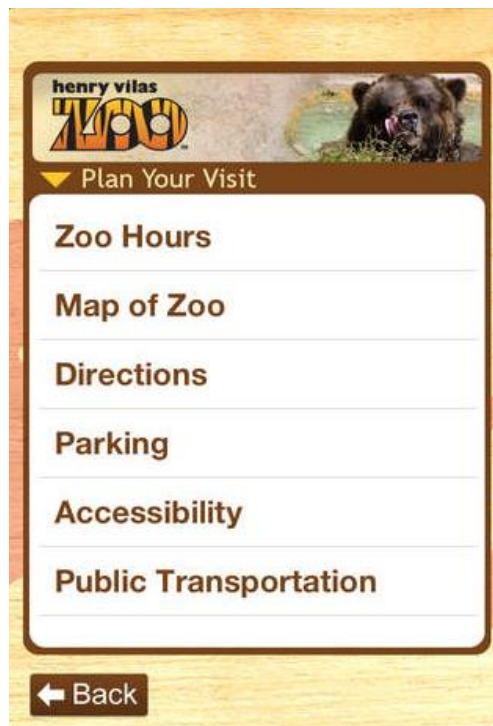 henry vilas
ZOO
Plan Your Visit
Zoo Hours
Map of Zoo
Directions
Parking
Accessibility
Public Transportation
Back